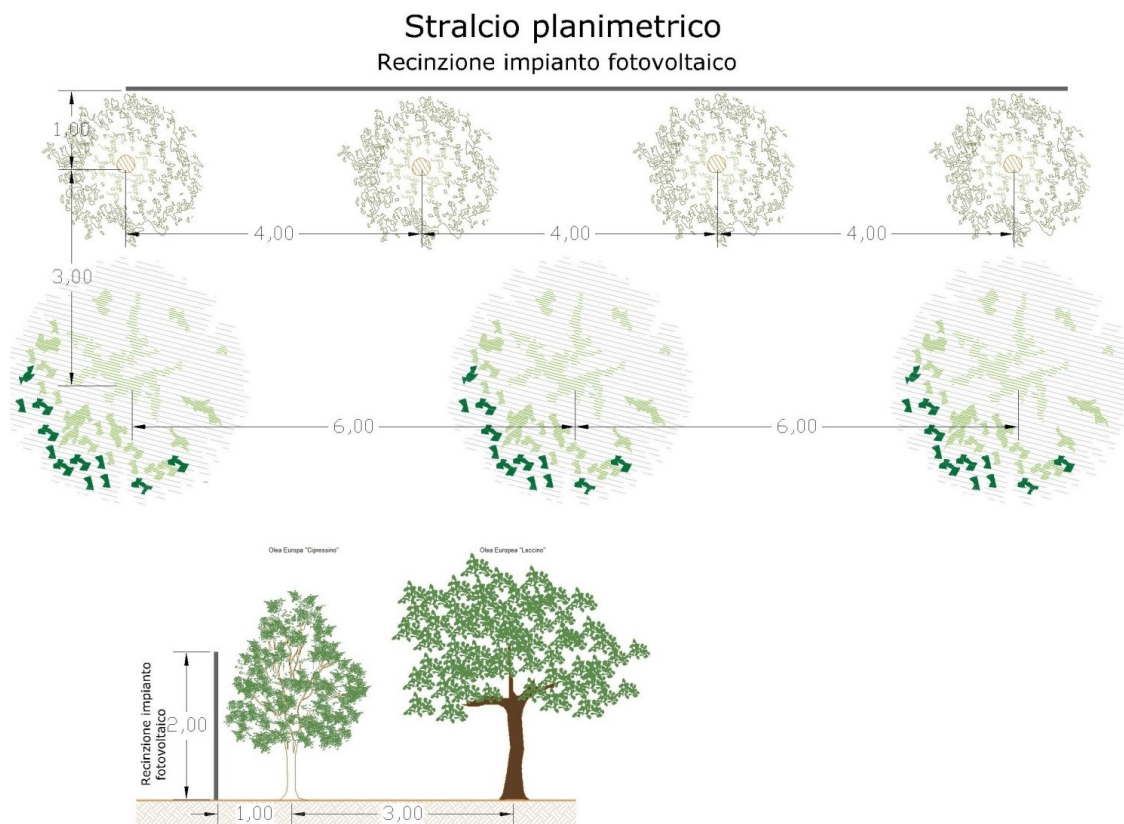 Stralcio planimetrico
Recinzione impianto fotovoltaico
1,00
4,00
4,00
4,00
3,00
6,00
6,00
Olea Europa "Cipressino"
Olea Europea "Leccino"
Recinzione impianto
fotovoltaico
2,00
1,00
3,00